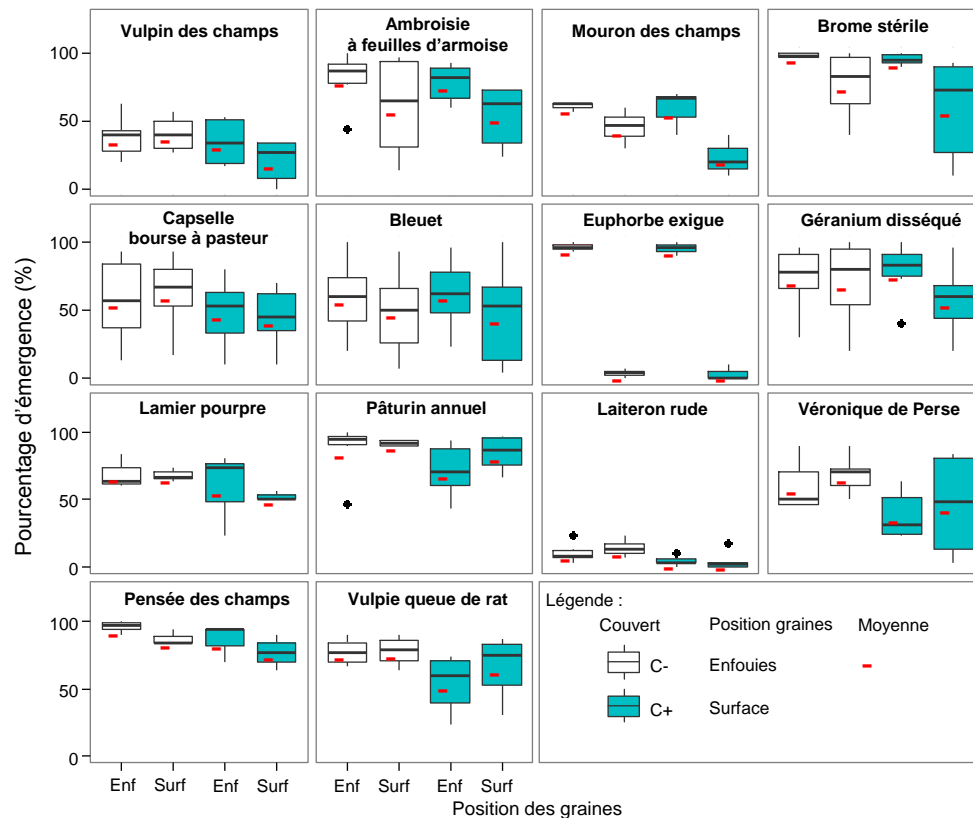 Vulpin des champs
Ambroisie
à feuilles d'armoise
Mouron des champs
Brome stérile
100
50
0
Capselle
bourse à pasteur
Bleuet
Euphorbe exigue
Géranium disséqué
100
50
0
Lamier pourpre
Pâturin annuel
Laiteron rude
Véronique de Perse
100
50
0
Pensée des champs
Vulpie queue de rat
100
50
0
Légende :
Couvert
Position graines
Moyenne
C-
Enfouies
C+
Surface
Enf
Surf
Enf
Surf
Enf
Surf
Enf
Surf
Position des graines
Pourcentage d'émergence (%)